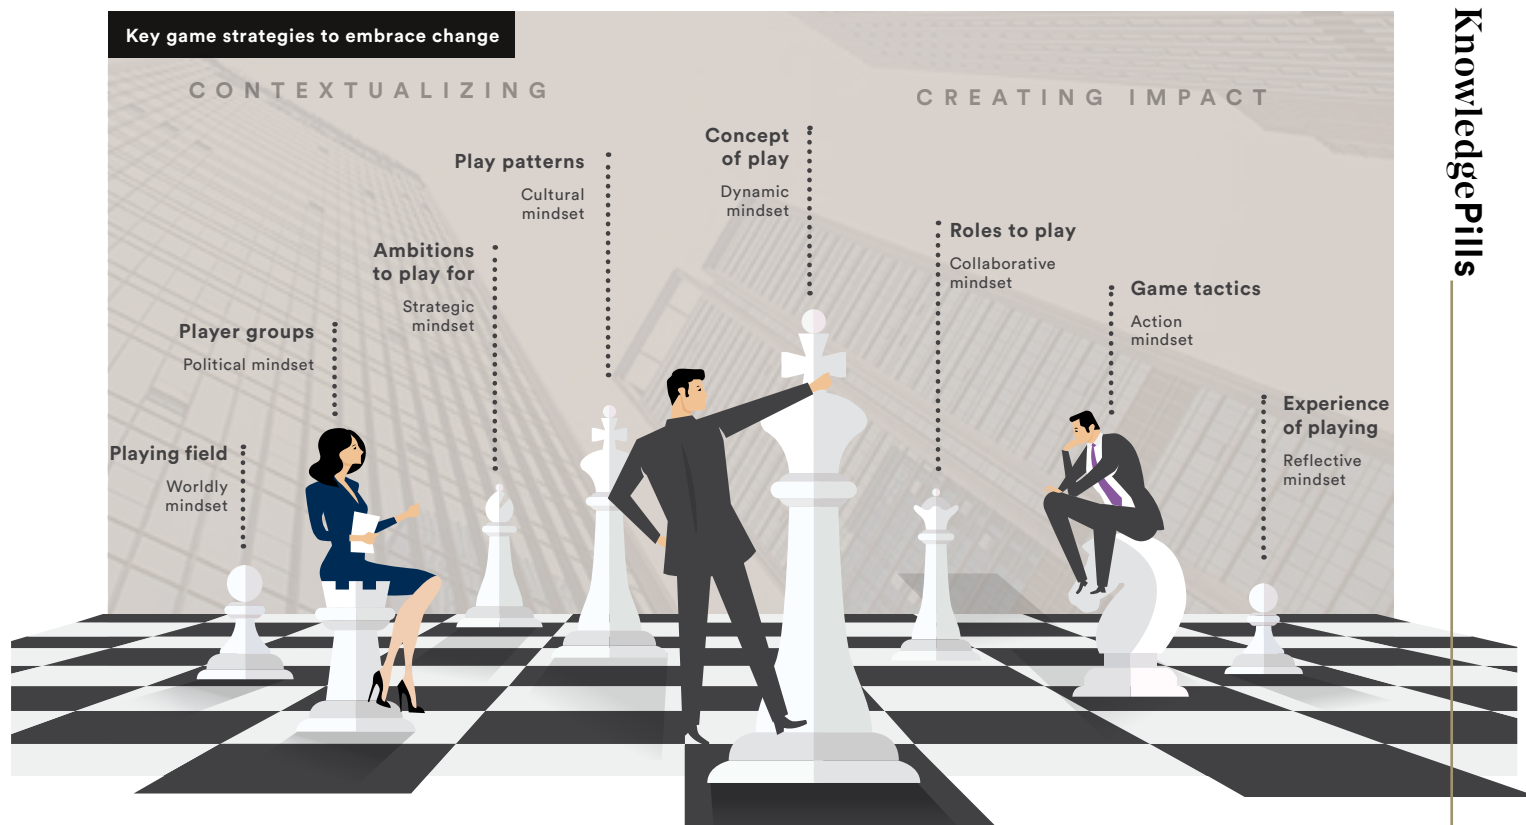 Key game strategies to embrace change
CONTEXTUALIZING
CREATING IMPACT
Playing field
Worldly
mindset
Player groups
Political mindset
Ambitions
to play for
Strategic
mindset
Play patterns
Cultural
mindset
Concept
of play
Dynamic
mindset
Roles to play
Collaborative
mindset
Game tactics
Action
mindset
Experience
of playing
Reflective
mindset
KnowledgePills